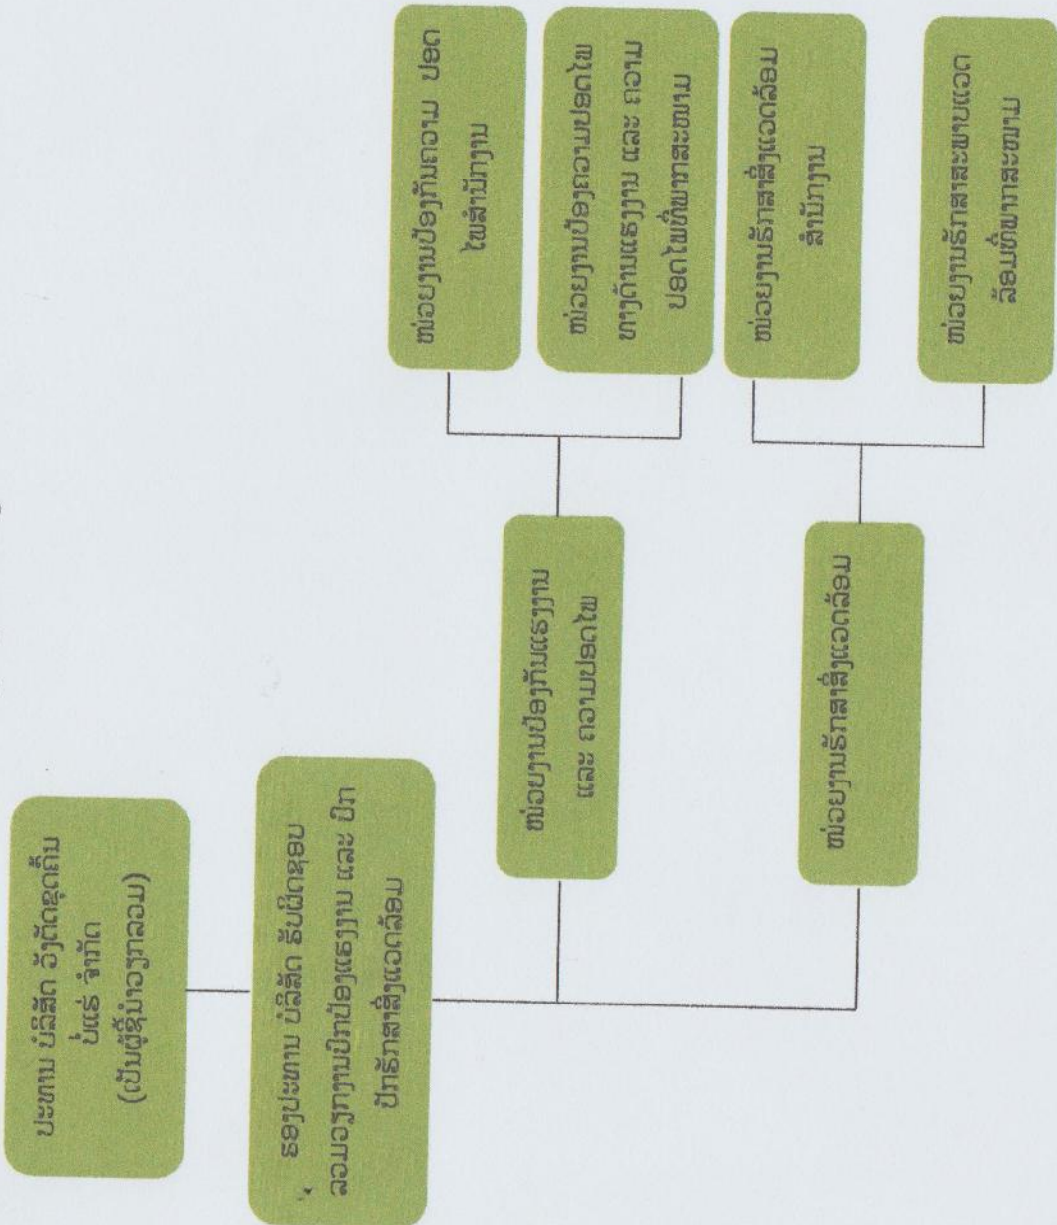 ປະທານ ບໍລິສັດ ວັງຕັດຂຸດຄົ້ນ
ບໍ່ແຮ່ ຈຳກັດ
((ເປັນຜູ້ຊີ້ນຳວຽກລວມ)
ຮອງປະທານ ບໍລິສັດ ຮັບຜິດຊອບ
ລວມວຽກງານປົກປ້ອງແຮງງານ ແລະ ປົກ
ປັກຮັກສາສິ່ງແວດລ້ອມ
ໜ່ວຍງານປ້ອງກັນແຮງງານ
ແລະ ຄວາມປອດໄພ
ໜ່ວຍງານຮັກສາສິ່ງແວດລ້ອມ
ໜ່ວຍງານປ້ອງກັນຄວາມ ປອດ
ໄພສຳນັກງານ
ໜ່ວຍງານປ້ອງຄວາມປອດໄພ
ທາງດ້ານແຮງງານ ແລະ ຄວາມ
ປອດໄພທີ່ພາກສະໜາມ
ໜ່ວຍງານຮັກສາສິ່ງແວດລ້ອມ
ສຳນັກງານ
ໜ່ວຍງານຮັກສາສະພາບແວດ
ລ້ອມທີ່ພາກສະໜາມ